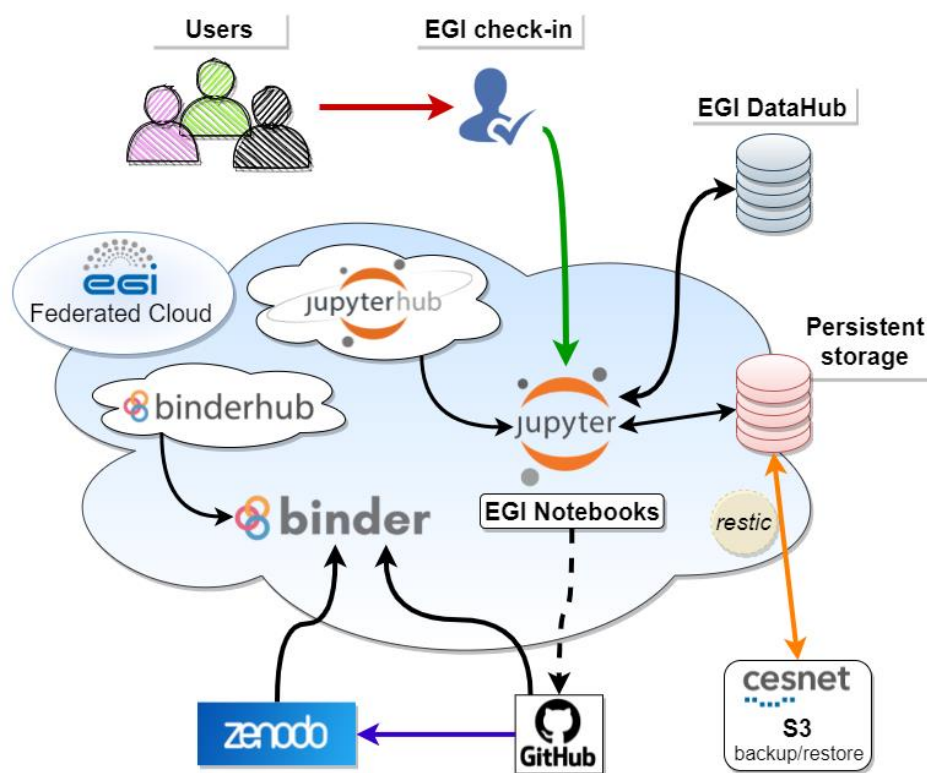 Users
EGI check-in
EGI DataHub
egi
Federated Cloud
jupyterhub
Persistent
storage
binderhub
jupyter
EGI Notebooks
binder
restic
zenodo
GitHub
cesnet
S3
backup/restore